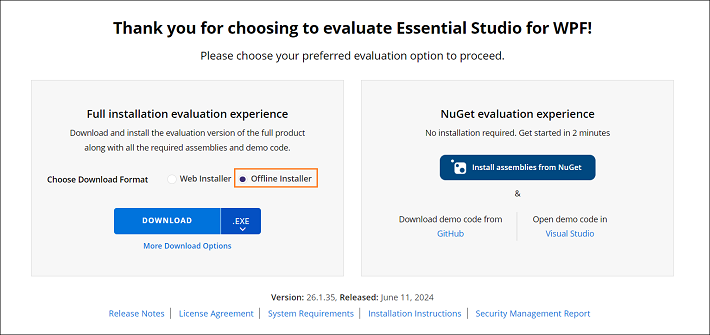 Thank you for choosing to evaluate Essential Studio for WPF!
Please choose your preferred evaluation option to proceed.
Full installation evaluation experience
Download and install the evaluation version of the full product
along with all the required assemblies and demo code.
Choose Download Format Web Installer Offline Installer
DOWNLOAD .EXE
More Download Options
NuGet evaluation experience
No installation required. Get started in 2 minutes
Install assemblies from NuGet
&
Download demo code from
GitHub
Open demo code in
Visual Studio
Version: 26.1.35, Released: June 11, 2024
Release Notes License Agreement System Requirements Installation Instructions Security Management Report